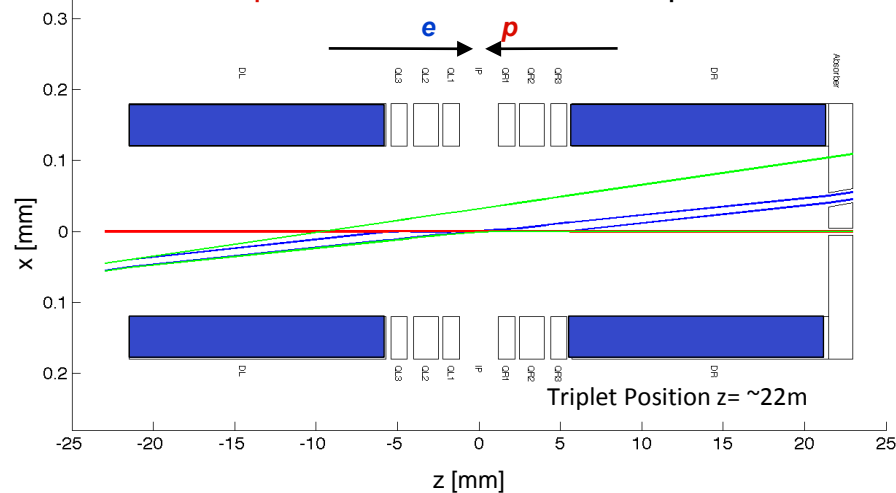 0.3
e p
DL QL3 QL2 QL1 IP QR1 QR2 QR3 DR Absorber
0.2
0.1
0
0.1
0.2
x [mm]
DL QL3 QL2 QL1 IP QR1 QR2 QR3 DR
Triplet Position z= ~22m
-25 -20 -15 -10 -5 0 5 10 15 20 25
z [mm]